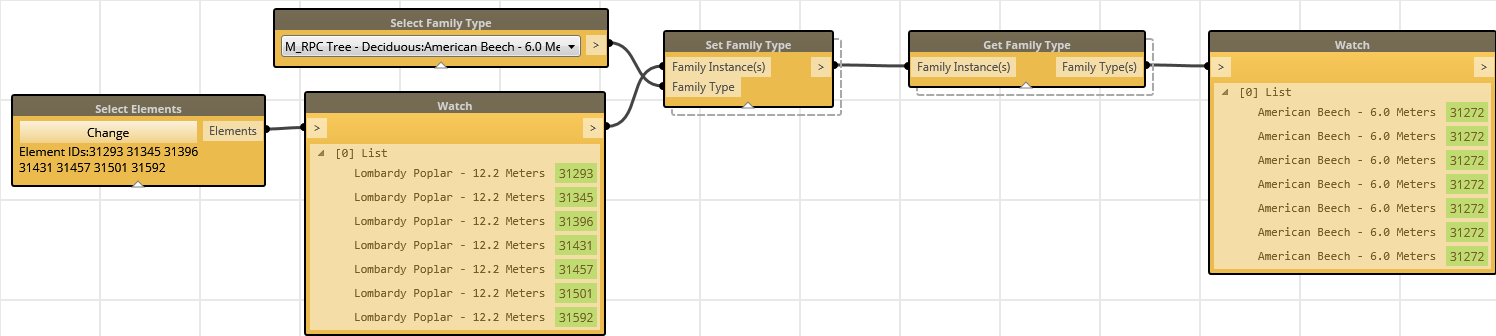 Select Family Type
M_RPC Tree - Deciduous:American Beech - 6.0 Me
>
Select Elements
Change
Elements
Element IDs:31293 31345 31396
31431 31457 31501 31592
Watch
> >
[0] List
Lombardy Poplar - 12.2 Meters 31293
Lombardy Poplar - 12.2 Meters 31345
Lombardy Poplar - 12.2 Meters 31396
Lombardy Poplar - 12.2 Meters 31431
Lombardy Poplar - 12.2 Meters 31457
Lombardy Poplar - 12.2 Meters 31501
Lombardy Poplar - 12.2 Meters 31592
Set Family Type
Family Instance(s) >
Family Type
Get Family Type
Family Instance(s) Family Type(s)
Watch
> >
[0] List
American Beech - 6.0 Meters 31272
American Beech - 6.0 Meters 31272
American Beech - 6.0 Meters 31272
American Beech - 6.0 Meters 31272
American Beech - 6.0 Meters 31272
American Beech - 6.0 Meters 31272
American Beech - 6.0 Meters 31272